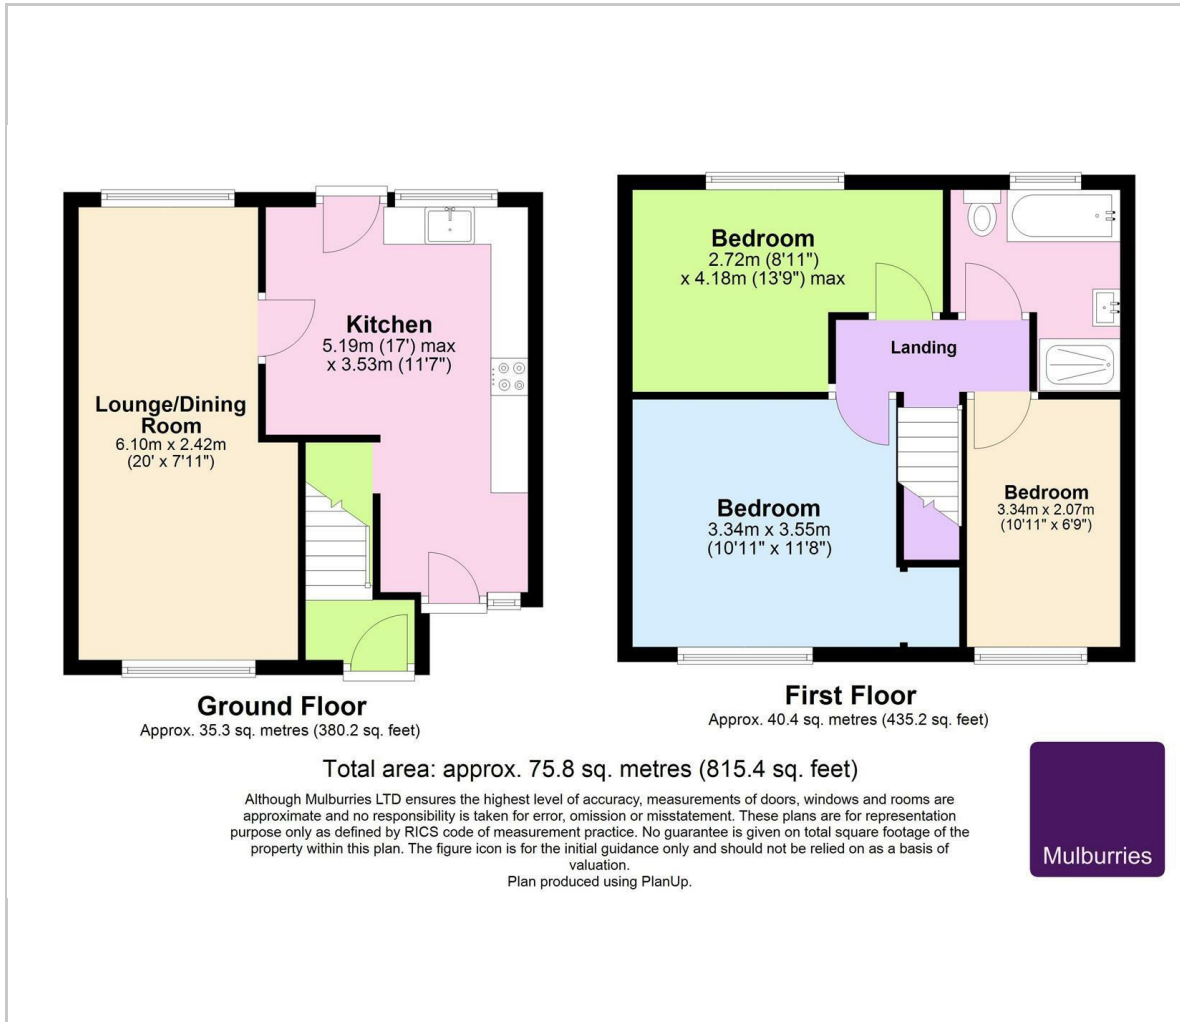 Lounge/Dining
Room
6.10m x 2.42m
(20' x 7'11")
Kitchen
5.19m (17') max
x 3.53m (11'7")
Ground Floor
Approx. 35.3 sq. metres (380.2 sq. feet)
Bedroom
2.72m (8'11")
x 4.18m (13'9") max
Landing
Bedroom
3.34m x 3.55m
(10'11" x 11'8")
Bedroom
3.34m x 2.07m
(10'11" x 6'9")
First Floor
Approx. 40.4 sq. metres (435.2 sq. feet)
Total area: approx. 75.8 sq. metres (815.4 sq. feet)
Although Mulburries LTD ensures the highest level of accuracy, measurements of doors, windows and rooms are
approximate and no responsibility is taken for error, omission or misstatement. These plans are for representation
purpose only as defined by RICS code of measurement practice. No guarantee is given on total square footage of the
property within this plan. The figure icon is for the initial guidance only and should not be relied on as a basis of
valuation.
Plan produced using PlanUp.
Mulburries